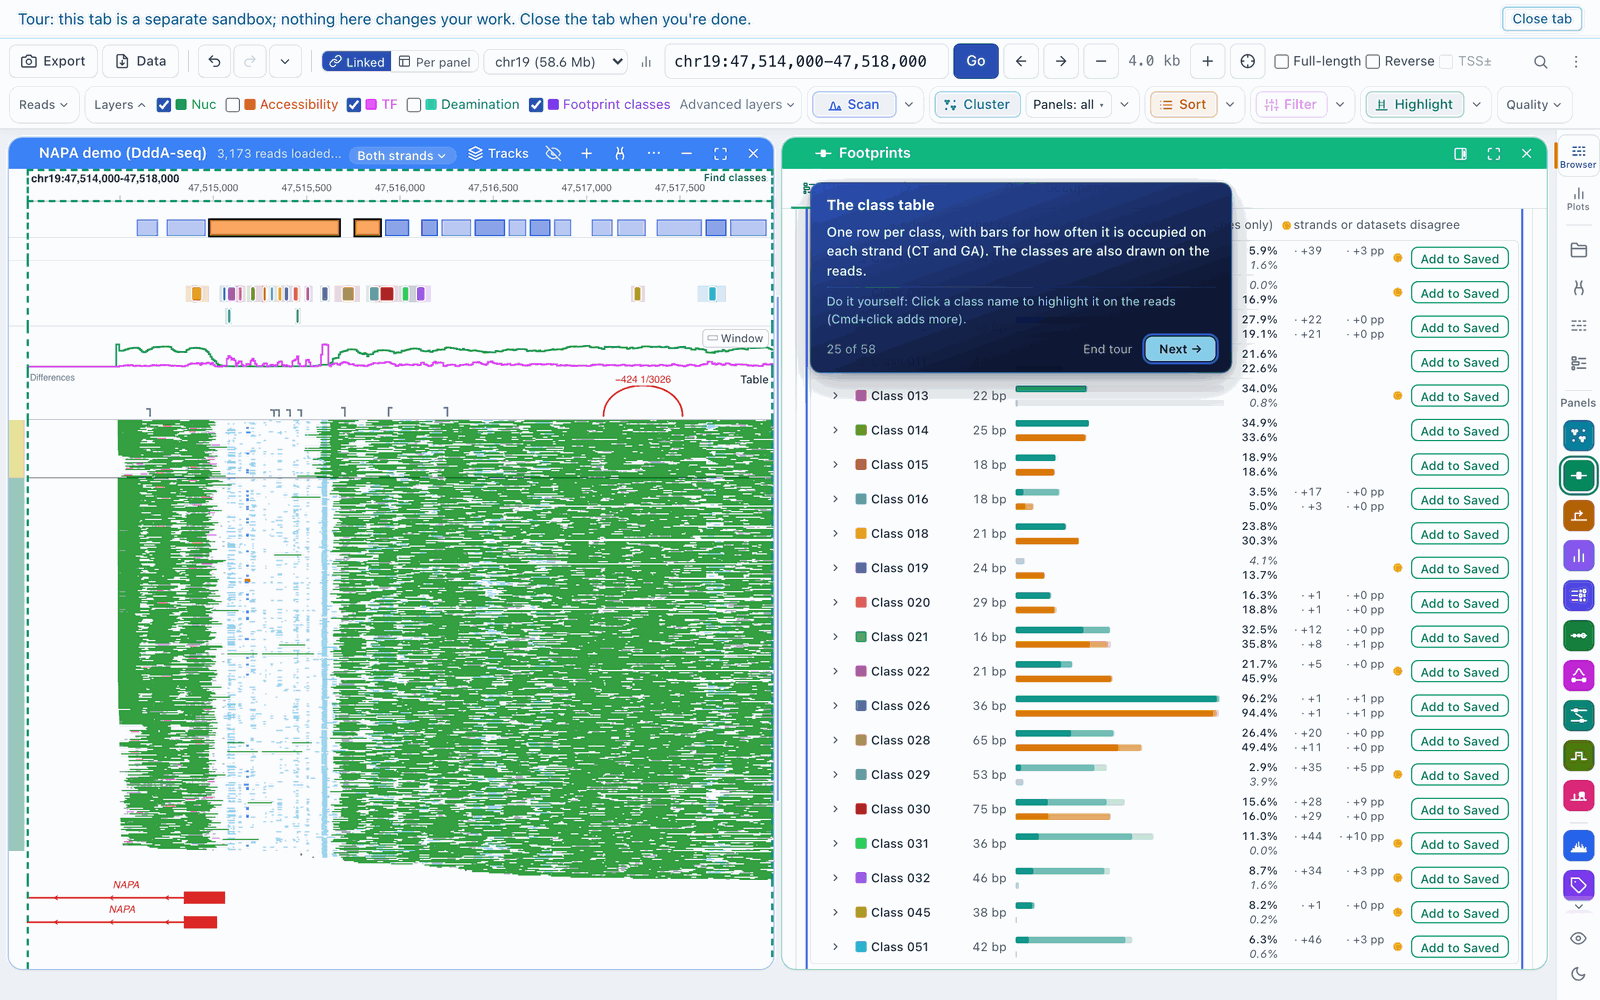 Tour: this tab is a separate sandbox; nothing here changes your work. Close the tab when you're done.
Close tab
Export
Data
Linked
Per panel
chr19 (58.6 Mb)
chr19:47,514,000–47,518,000
Go
4.0 kb
Full-length
Reverse
TSS±
Reads
Layers
Nuc
Accessibility
TF
Deamination
Footprint classes
Advanced layers
Scan
Cluster
Panels: all
Sort
Filter
Highlight
Quality
NAPA demo (DddA-seq)
3,173 reads loaded...
Both strands
Tracks
chr19:47,514,000-47,518,000
Find classes
47,515,000
47,515,500
47,516,000
47,516,500
47,517,000
47,517,500
Window
Differences
Table
−424 1/3026
NAPA
NAPA
Footprints
The class table
One row per class, with bars for how often it is occupied on
each strand (CT and GA). The classes are also drawn on the
reads.
Do it yourself: Click a class name to highlight it on the reads
(Cmd+click adds more).
25 of 58
End tour
Next →
es only)
strands or datasets disagree
5.9% · +39 · +3 pp
1.6%
Add to Saved
0.0%
16.9%
Add to Saved
27.9% · +22 · +0 pp
19.1% · +21 · +0 pp
Add to Saved
21.6%
22.6%
Add to Saved
Class 013 22 bp
34.0%
0.8%
Add to Saved
Class 014 25 bp
34.9%
33.6%
Add to Saved
Class 015 18 bp
18.9%
18.6%
Add to Saved
Class 016 18 bp
3.5% · +17 · +0 pp
5.0% · +3 · +0 pp
Add to Saved
Class 018 21 bp
23.8%
30.3%
Add to Saved
Class 019 24 bp
4.1%
13.7%
Add to Saved
Class 020 29 bp
16.3% · +1 · +0 pp
18.8% · +1 · +0 pp
Add to Saved
Class 021 16 bp
32.5% · +12 · +0 pp
35.8% · +8 · +1 pp
Add to Saved
Class 022 21 bp
21.7% · +5 · +0 pp
45.9%
Add to Saved
Class 026 36 bp
96.2% · +1 · +1 pp
94.4% · +1 · +1 pp
Add to Saved
Class 028 65 bp
26.4% · +20 · +0 pp
49.4% · +11 · +0 pp
Add to Saved
Class 029 53 bp
2.9% · +35 · +5 pp
3.9%
Add to Saved
Class 030 75 bp
15.6% · +28 · +9 pp
16.0% · +29 · +0 pp
Add to Saved
Class 031 36 bp
11.3% · +44 · +10 pp
0.0%
Add to Saved
Class 032 46 bp
8.7% · +34 · +3 pp
1.6%
Add to Saved
Class 045 38 bp
8.2% · +1 · +0 pp
0.2%
Add to Saved
Class 051 42 bp
6.3% · +46 · +3 pp
0.6%
Add to Saved
Browser
Plots
Panels